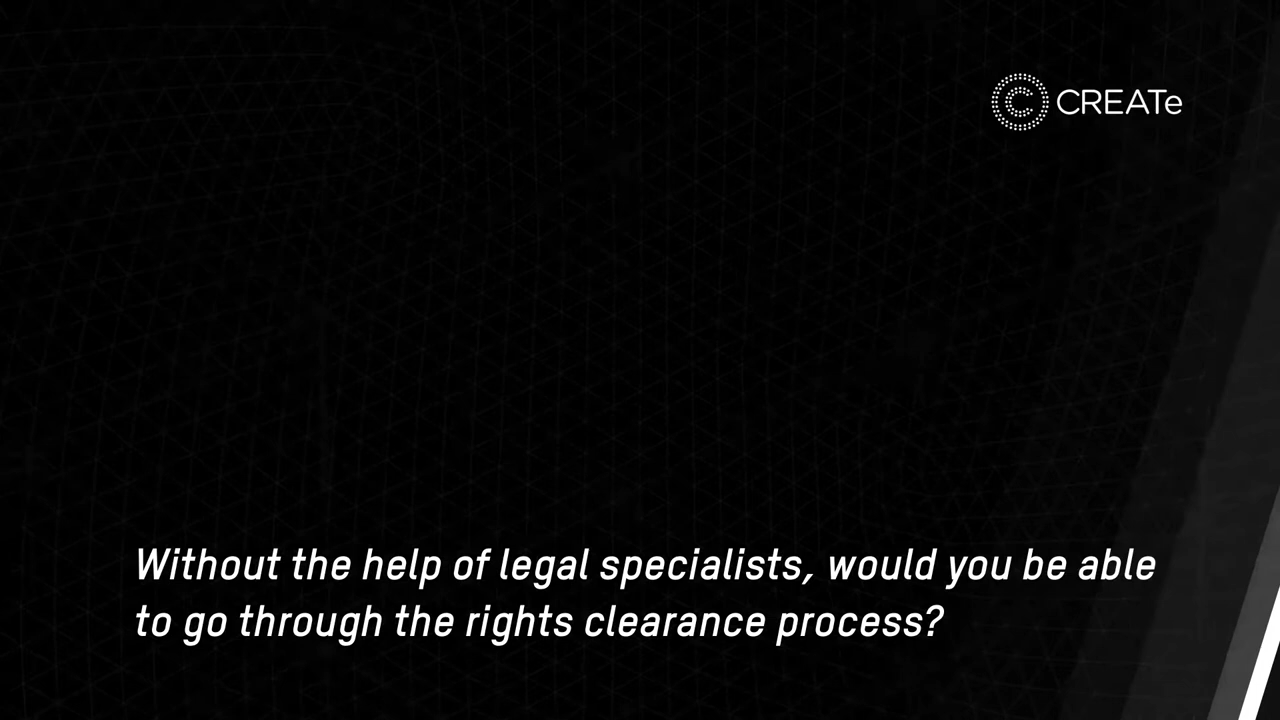 CREATe
Without the help of legal specialists, would you be able
to go through the rights clearance process?